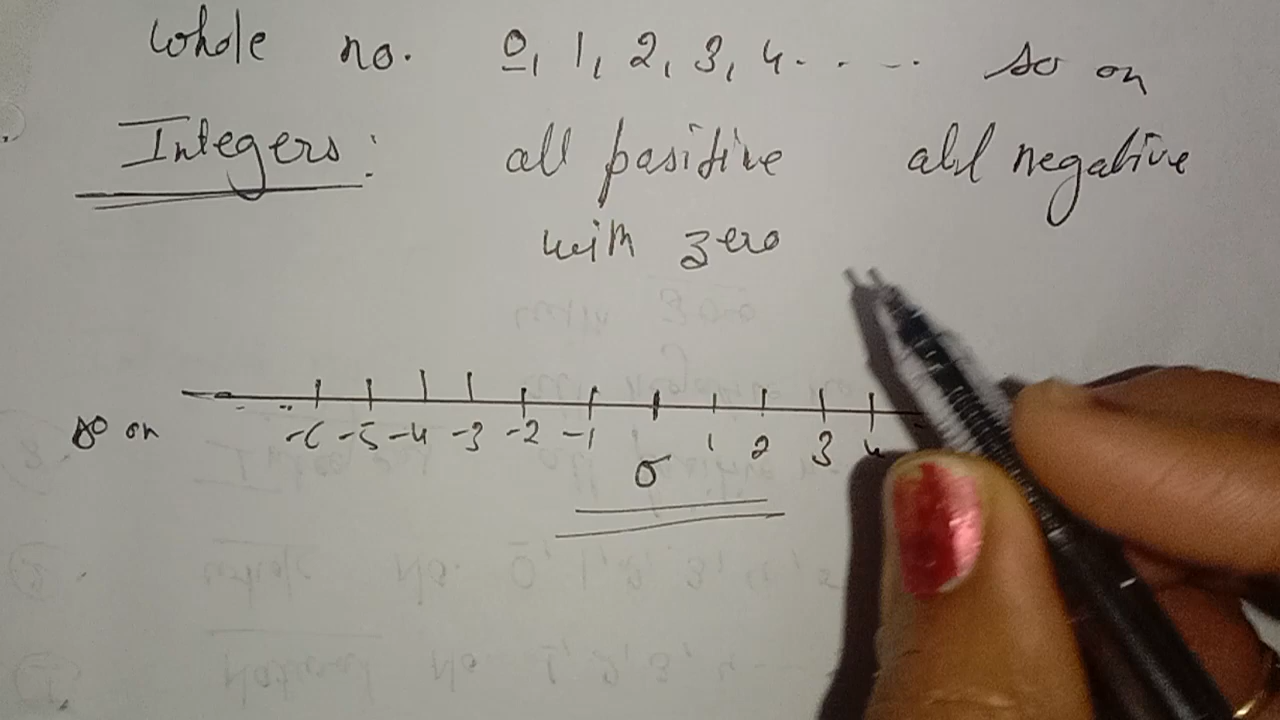 Whole no. 0, 1, 2, 3, 4. . . . . so on
Integers: all positive all negative
with zero
so on -6 -5 -4 -3 -2 -1 0 1 2 3 4